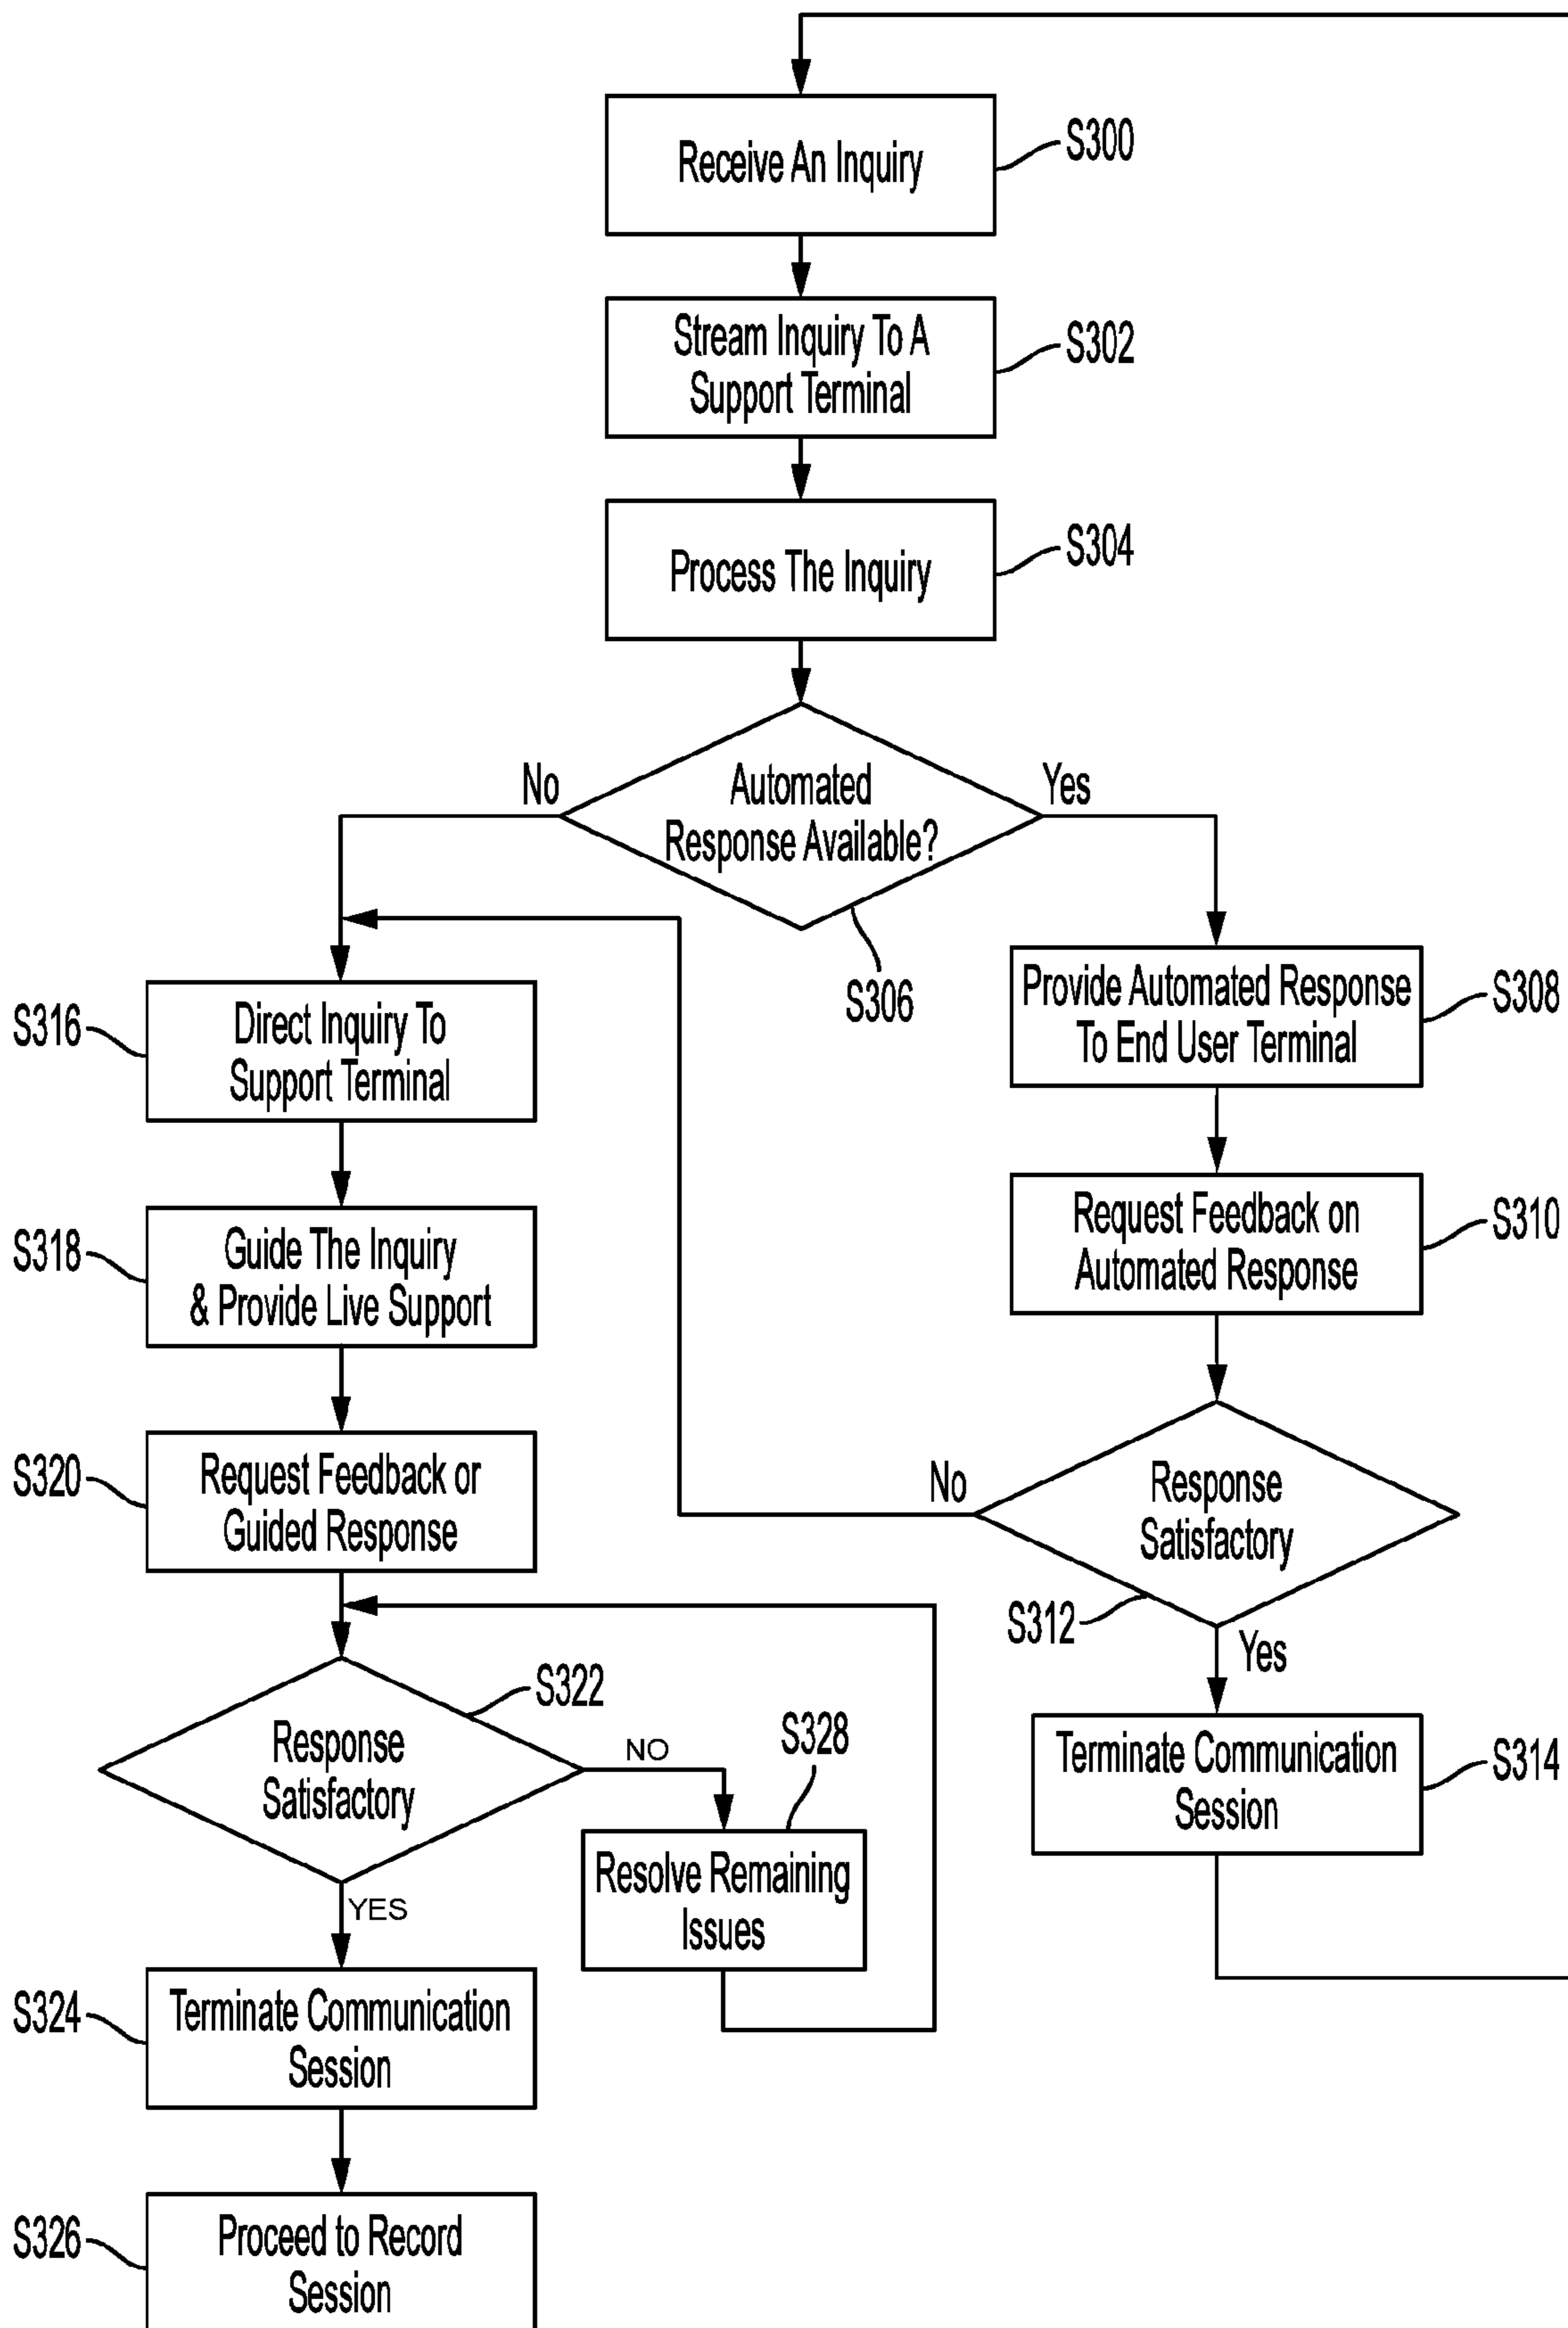 Receive An Inquiry
S300
Stream Inquiry To A
Support Terminal
S302
Process The Inquiry
S304
Automated
Response Available?
No
Yes
S306
Provide Automated Response
To End User Terminal
S308
Request Feedback on
Automated Response
S310
Response
Satisfactory
No
S312
Yes
Terminate Communication
Session
S314
S316
Direct Inquiry To
Support Terminal
S318
Guide The Inquiry
& Provide Live Support
S320
Request Feedback or
Guided Response
S322
Response
Satisfactory
NO
S328
Resolve Remaining
Issues
YES
S324
Terminate Communication
Session
S326
Proceed to Record
Session